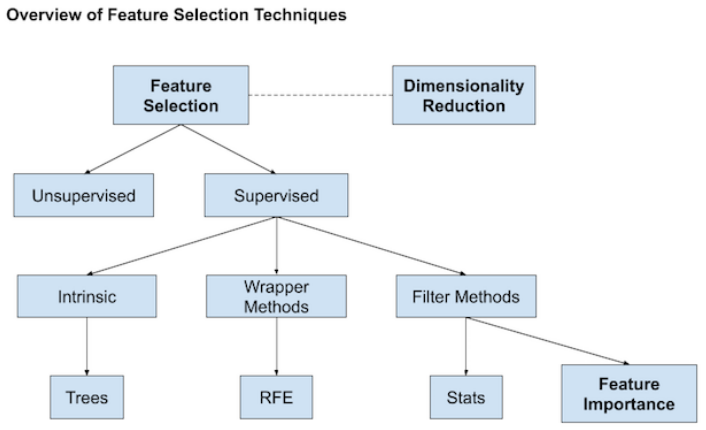 Overview of Feature Selection Techniques
Feature
Selection
Dimensionality
Reduction
Unsupervised
Supervised
Intrinsic
Wrapper
Methods
Filter Methods
Trees
RFE
Stats
Feature
Importance